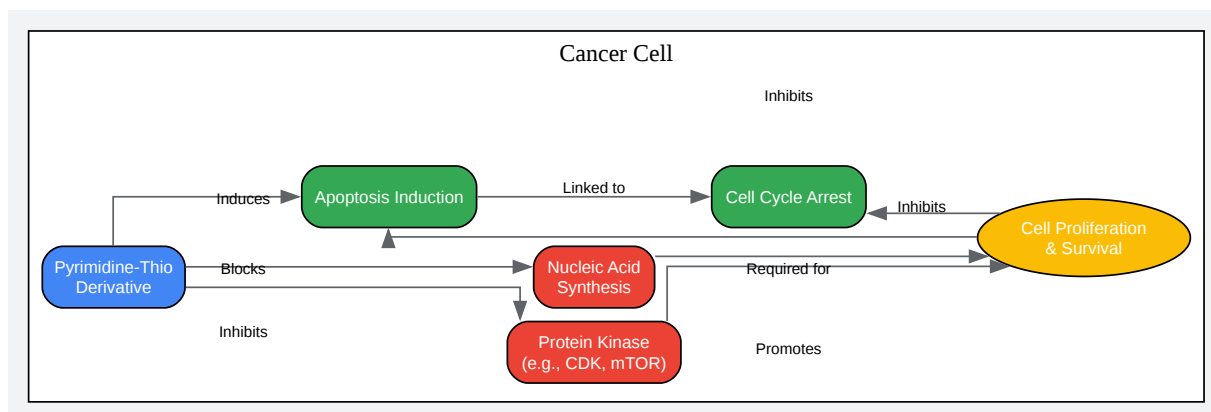 Cancer Cell
Inhibits
Induces
Apoptosis Induction
Linked to
Cell Cycle Arrest
Inhibits
Cell Proliferation
& Survival
Pyrimidine-Thio
Derivative
Blocks
Nucleic Acid
Synthesis
Required for
Inhibits
Protein Kinase
(e.g., CDK, mTOR)
Promotes